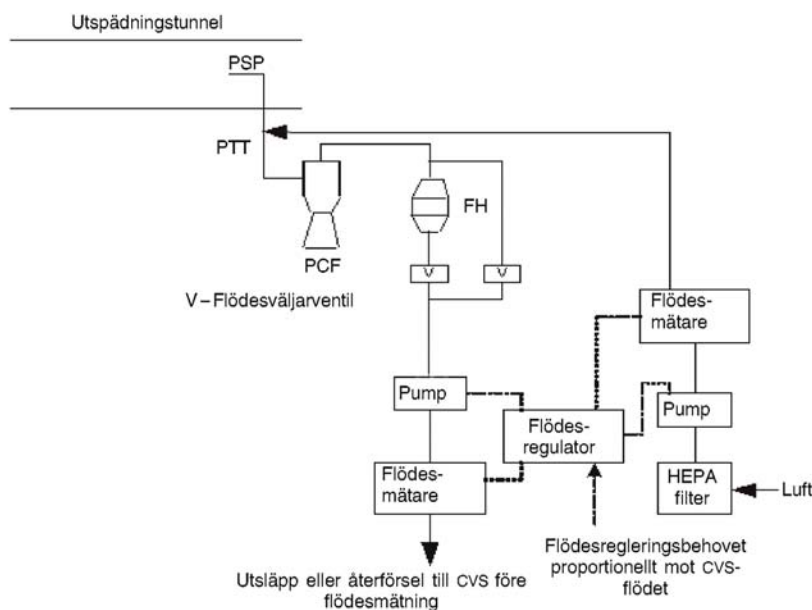 Utspädningstunnel
PSP
PTT
FH
PCF
V
V
V – Flödesväljarventil
Flödes-
mätare
Pump
Pump
Flödes-
regulator
Flödes-
mätare
HEPA
filter
Luft
Flödesregleringsbehovet
proportionellt mot CVS-
flödet
Utsläpp eller återförsel till CVS före
flödesmätning